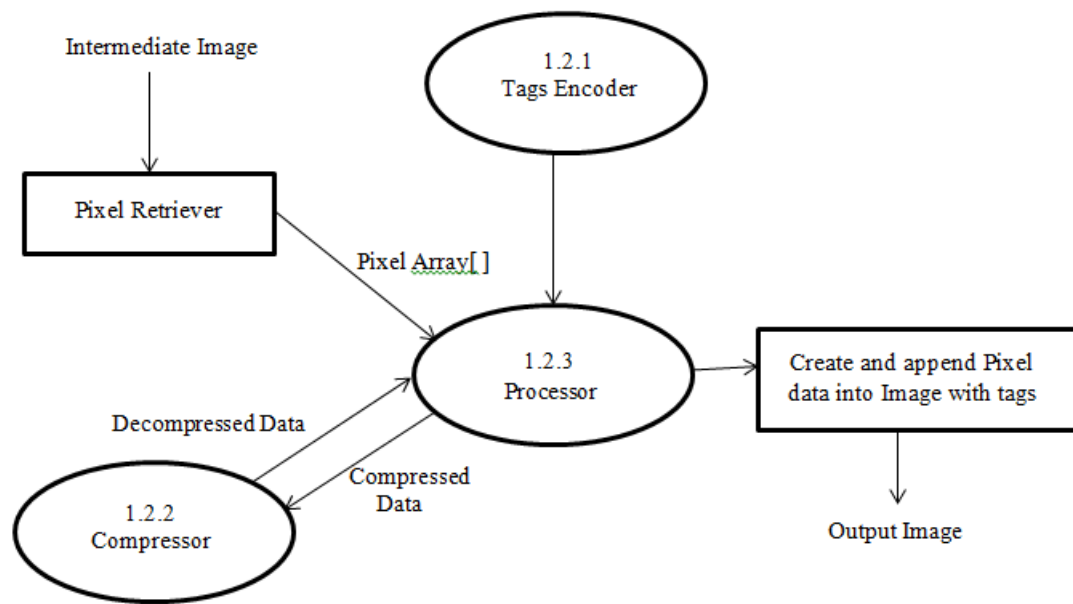 Intermediate Image
1.2.1
Tags Encoder
Pixel Retriever
Pixel Array[ ]
1.2.3
Processor
Create and append Pixel
data into Image with tags
Decompressed Data
Compressed
Data
1.2.2
Compressor
Output Image